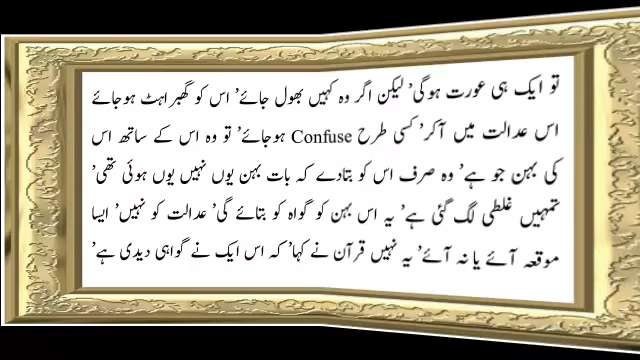 تو ایک ہی عورت ہوگی’ لیکن اگر وہ کہیں بھول جائے’ اس کو گھبراہٹ ہوجائے
اس عدالت میں آکر’ کسی طرح Confuse ہوجائے’ تو وہ اس کے ساتھ اس
کی بہن جو ہے’ وہ صرف اس کو بتادے کہ بات بہن یوں نہیں یوں ہوئی تھی’
تمہیں غلطی لگ گئی ہے’ یہ اس بہن کو گواہ کو بتائے گی’ عدالت کو نہیں’ ایسا
موقعہ آئے یا نہ آئے’ یہ نہیں قرآن نے کہا’ کہ اس ایک نے گواہی دیدی ہے’